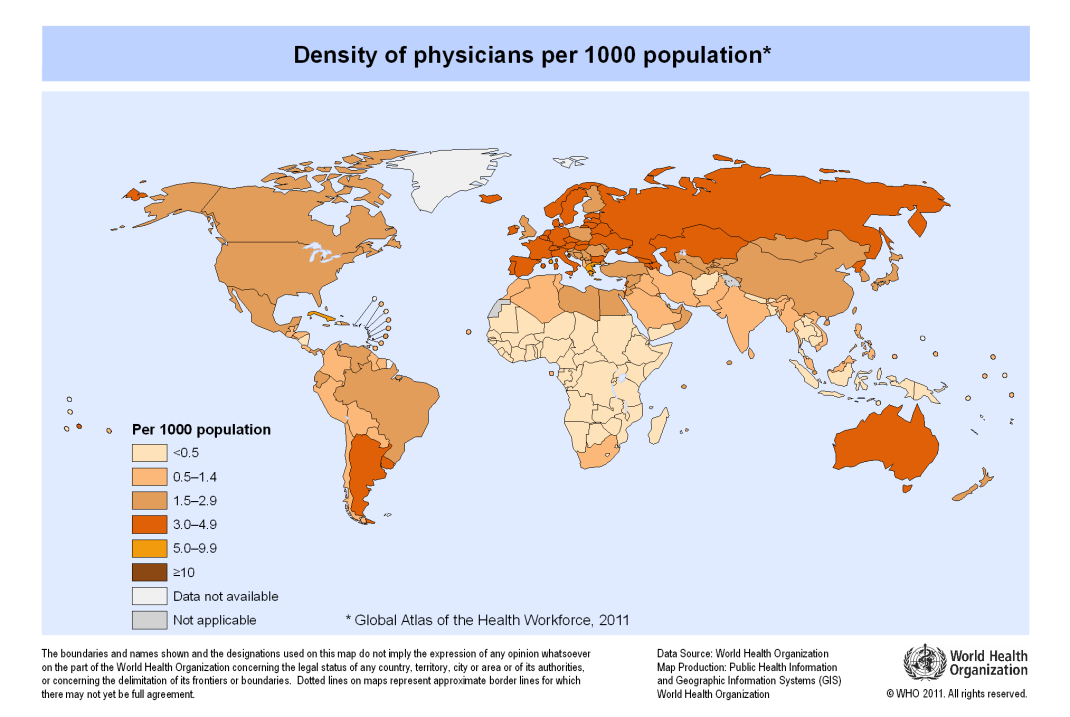 Density of physicians per 1000 population*
Per 1000 population
<0.5
0.5–1.4
1.5–2.9
3.0–4.9
5.0–9.9
≥10
Data not available
Not applicable
* Global Atlas of the Health Workforce, 2011
The boundaries and names shown and the designations used on this map do not imply the expression of any opinion whatsoever
on the part of the World Health Organization concerning the legal status of any country, territory, city or area or of its authorities,
or concerning the delimitation of its frontiers or boundaries. Dotted lines on maps represent approximate border lines for which
there may not yet be full agreement.
Data Source: World Health Organization
Map Production: Public Health Information
and Geographic Information Systems (GIS)
World Health Organization
World Health
Organization
© WHO 2011. All rights reserved.